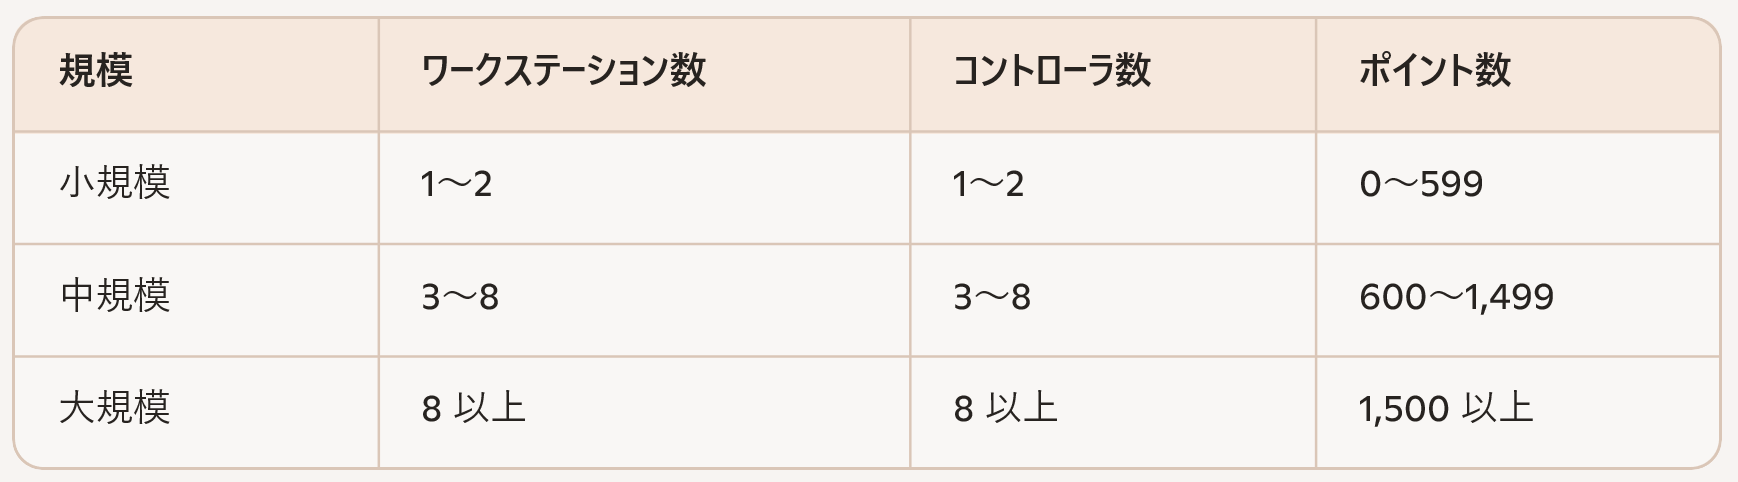 規模 ワークステーション数 コントローラ数 ポイント数
小規模 1〜2 1〜2 0〜599
中規模 3〜8 3〜8 600〜1,499
大規模 8 以上 8 以上 1,500 以上